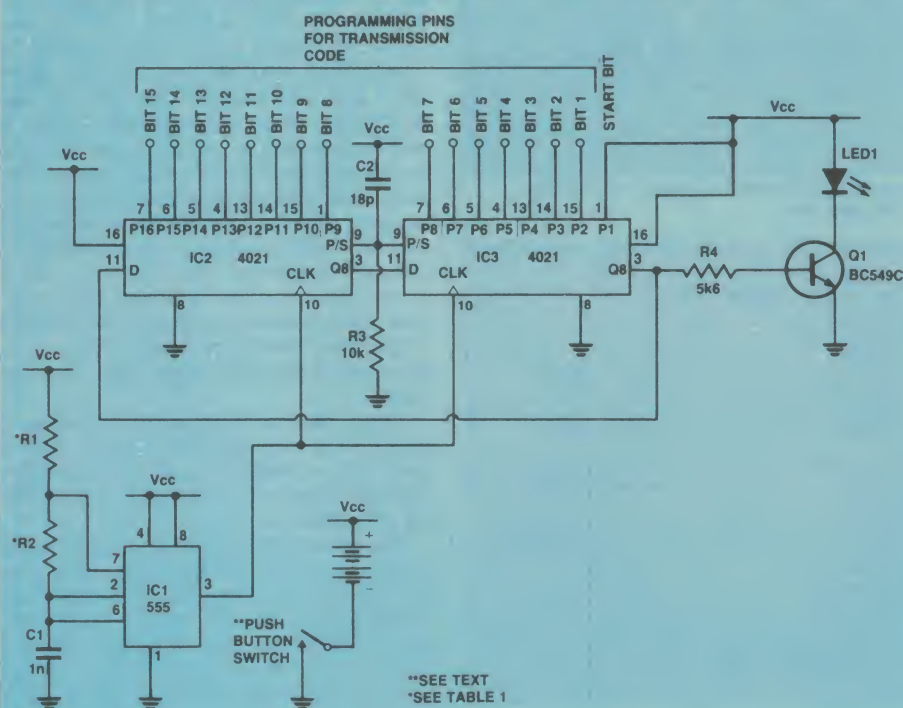 PROGRAMMING PINS
FOR TRANSMISSION
CODE
BIT 15
BIT 14
BIT 13
BIT 12
BIT 11
BIT 10
BIT 9
BIT 8
BIT 7
BIT 6
BIT 5
BIT 4
BIT 3
BIT 2
BIT 1
START BIT
Vcc
Vcc
Vcc
C2
18p
LED1
7 6 5 4 13 14 15 1
7 6 5 4 13 14 15 1
P16 P15 P14 P13 P12 P11 P10 P9
P8 P7 P6 P5 P4 P3 P2 P1
16
P/S
9
9
P/S
16
IC2 4021
IC3 4021
11
D
CLK
Q8
3
11
D
CLK
Q8
3
8
10
10
8
R4
5k6
Q1
BC549C
R3
10k
Vcc
*R1
*R2
Vcc
4
8
7
2
6
IC1
555
3
1
C1
1n
Vcc
+
-
**PUSH
BUTTON
SWITCH
**SEE TEXT
*SEE TABLE 1